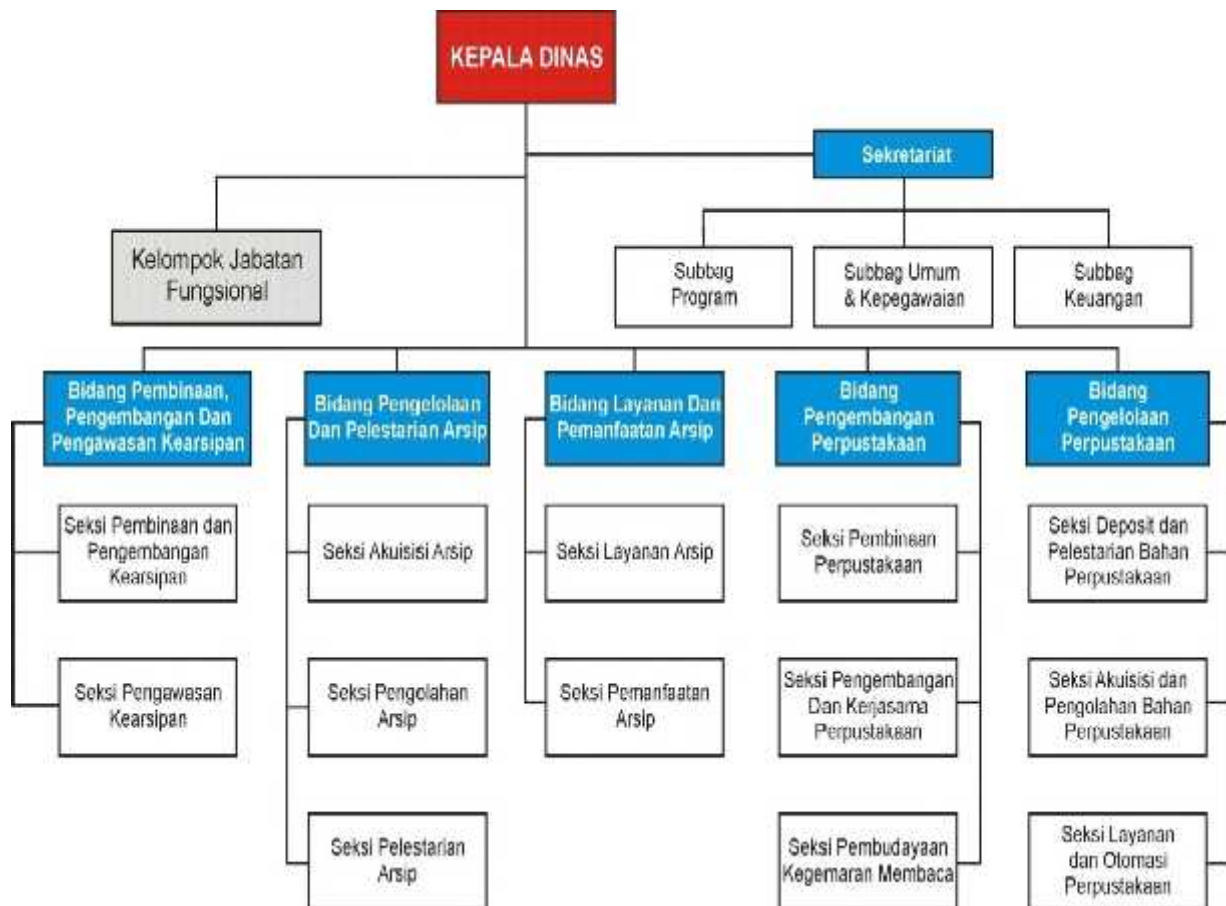 KEPALA DINAS
Sekretariat
Kelompok Jabatan
Fungsional
Subbag
Program
Subbag Umum
& Kepegawaian
Subbag
Keuangan
Bidang Pembinaan,
Pengembangan Dan
Pengawasan Kearsipan
Bidang Pengelolaan
Dan Pelestarian Arsip
Bidang Layanan Dan
Pemanfaatan Arsip
Bidang
Pengembangan
Perpustakaan
Bidang
Pengelolaan
Perpustakaan
Seksi Pembinaan dan
Pengembangan
Kearsipan
Seksi Akuisisi Arsip
Seksi Layanan Arsip
Seksi Pembinaan
Perpustakaan
Seksi Deposit dan
Pelestarian Bahan
Perpustakaan
Seksi Pengawasan
Kearsipan
Seksi Pengolahan
Arsip
Seksi Pemanfaatan
Arsip
Seksi Pengembangan
Dan Kerjasama
Perpustakaan
Seksi Akuisisi dan
Pengolahan Bahan
Perpustakaan
Seksi Pelestarian
Arsip
Seksi Pembudayaan
Kegemaran Membaca
Seksi Layanan
dan Otomasi
Perpustakaan